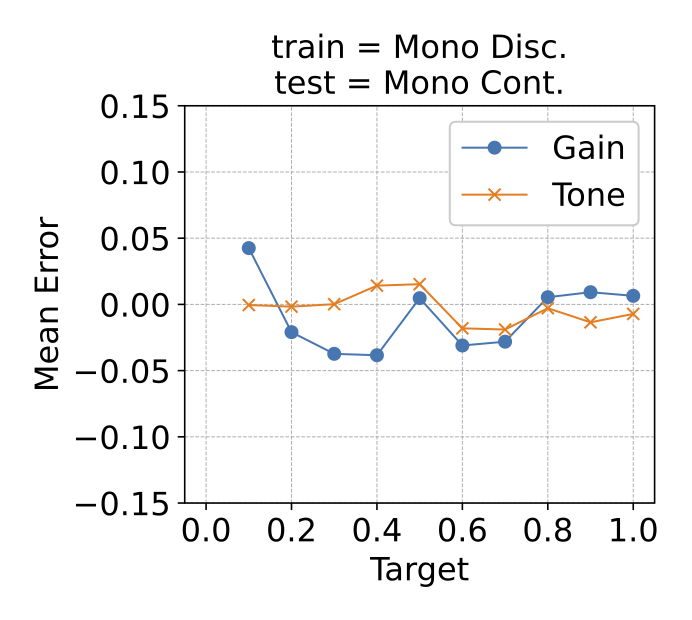 train = Mono Disc.
test = Mono Cont.
Gain
Tone
Mean Error
0.15
0.10
0.05
0.00
−0.05
−0.10
−0.15
0.0 0.2 0.4 0.6 0.8 1.0
Target